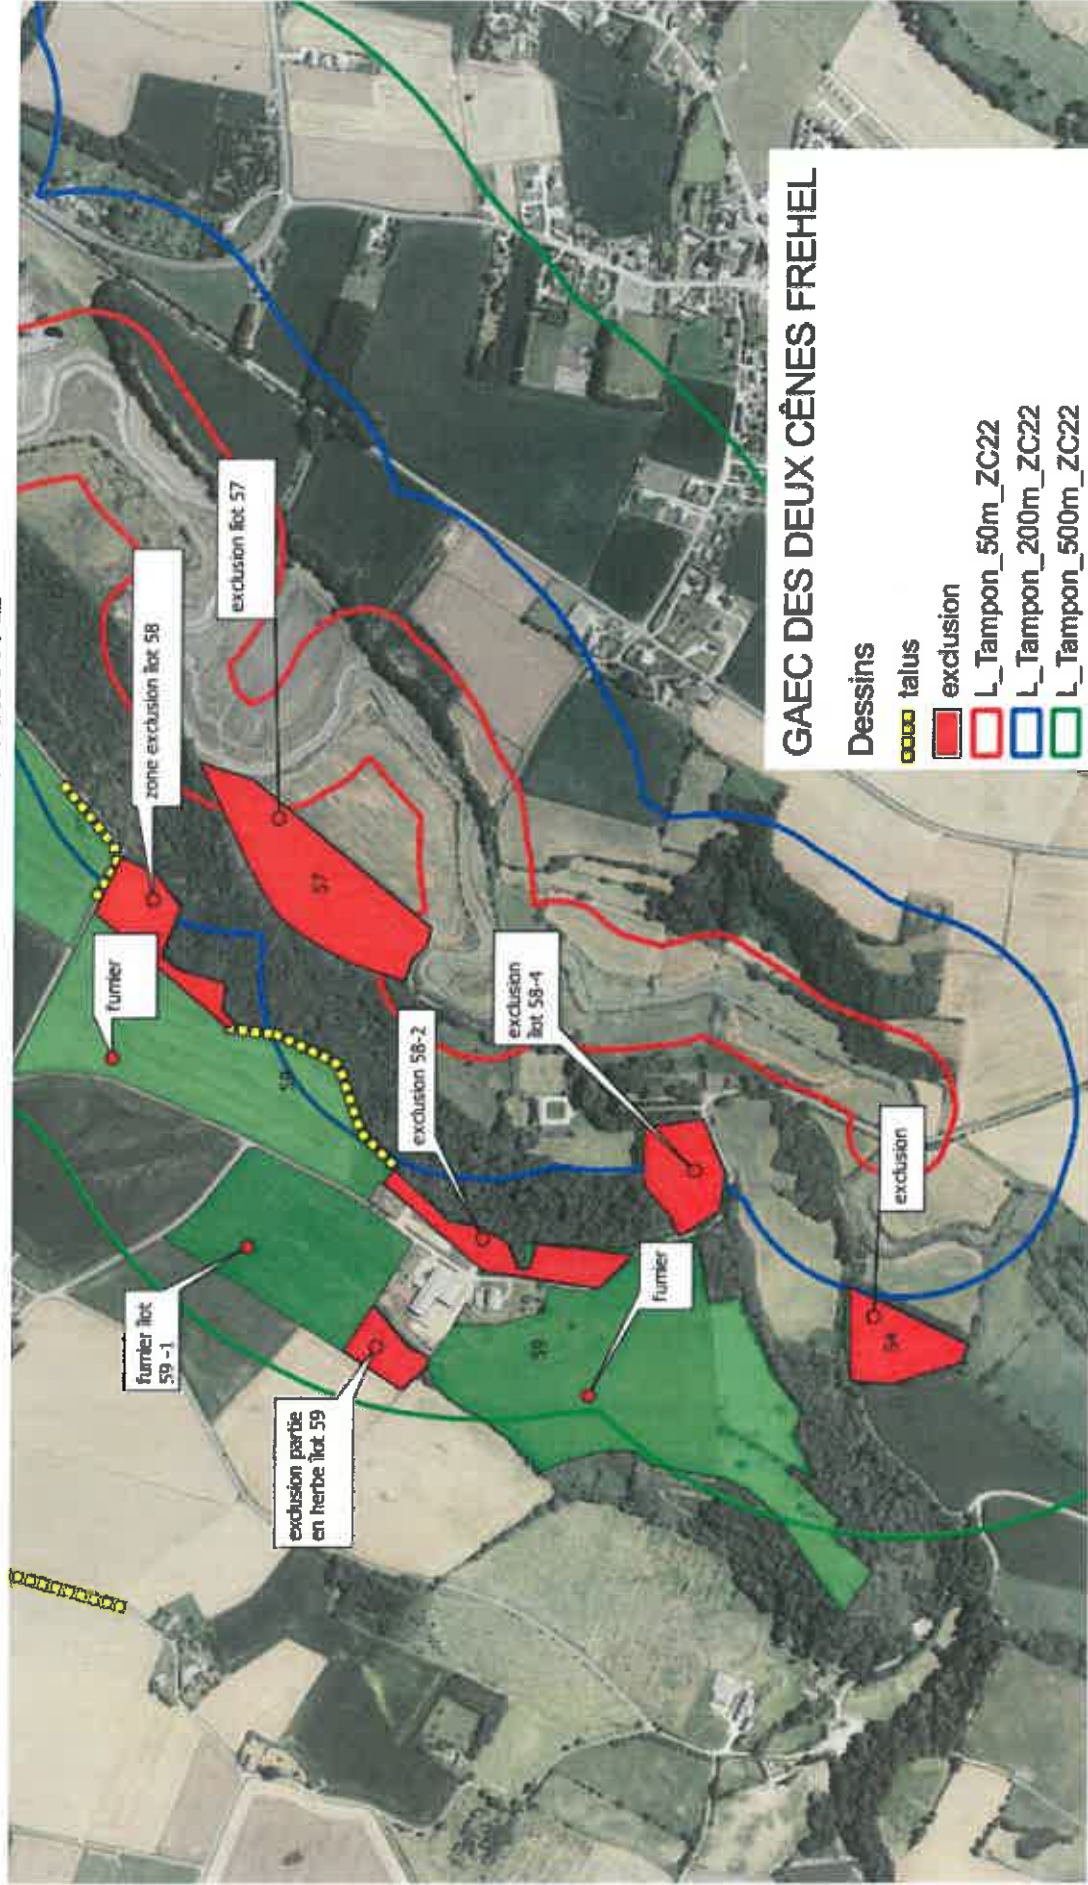 zone exclusion îlot 58
exclusion îlot 57
fumier
58
57
exclusion 58-2
exclusion
îlot 58-4
fumier îlot
59 -1
exclusion partie
en herbe îlot 59
59
fumier
exclusion
54
GAEC DES DEUX CÊNES FREHEL
Dessins
talus
exclusion
L_Tampon_50m_ZC22
L_Tampon_200m_ZC22
L_Tampon_500m_ZC22